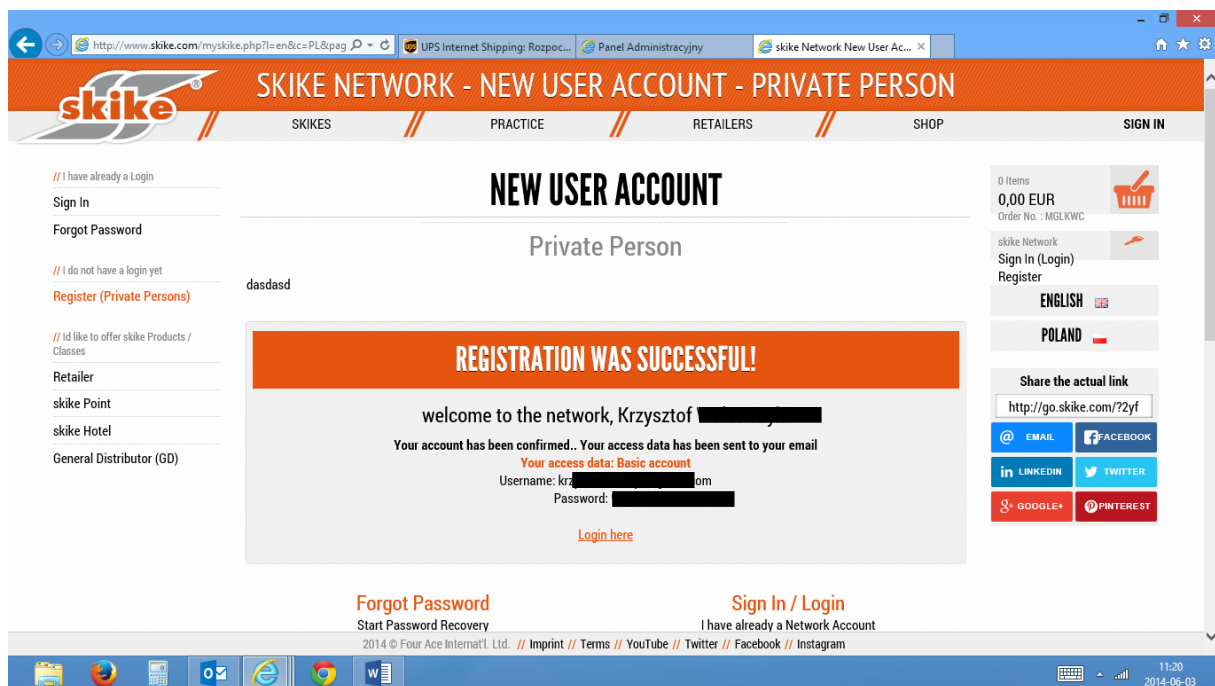 http://www.skike.com/myskike.php?l=en&c=PL&pag
UPS Internet Shipping: Rozpoc...
Panel Administracyjny
skike Network New User Ac...
skike
SKIKE NETWORK - NEW USER ACCOUNT - PRIVATE PERSON
SKIKES // PRACTICE // RETAILERS // SHOP
SIGN IN
// I have already a Login
Sign In
Forgot Password
// I do not have a login yet
Register (Private Persons)
// Id like to offer skike Products /
Classes
Retailer
skike Point
skike Hotel
General Distributor (GD)
NEW USER ACCOUNT
Private Person
dasdasd
REGISTRATION WAS SUCCESSFUL!
welcome to the network, Krzysztof
Your account has been confirmed.. Your access data has been sent to your email
Your access data: Basic account
Username: krz om
Password:
Login here
Forgot Password
Start Password Recovery
Sign In / Login
I have already a Network Account
0 Items
0,00 EUR
Order No. : MGLKWC
skike Network
Sign In (Login)
Register
ENGLISH
POLAND
Share the actual link
http://go.skike.com/?2yf
@ EMAIL
FACEBOOK
in LINKEDIN
TWITTER
g+ GOOGLE+
PINTEREST
2014 © Four Ace Internat'l. Ltd. // Imprint // Terms // YouTube // Twitter // Facebook // Instagram
11:20
2014-06-03